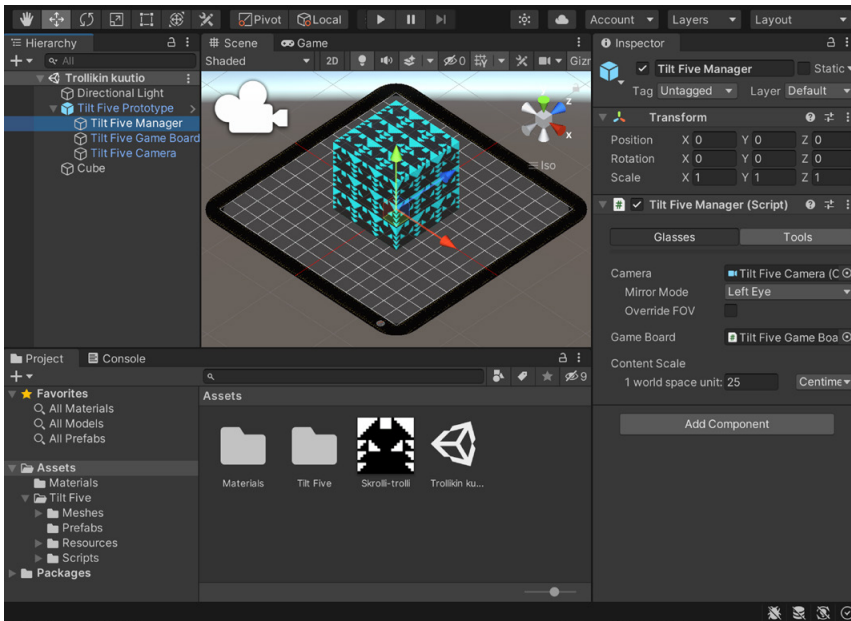 Pivot Local Account Layers Layout
Hierarchy
All
Trollikin kuutio
Directional Light
Tilt Five Prototype
Tilt Five Manager
Tilt Five Game Board
Tilt Five Camera
Cube
Scene Game
Shaded 2D 0 Giz
z
x
Iso
Inspector
Tilt Five Manager Static
Tag Untagged Layer Default
Transform
Position X 0 Y 0 Z 0
Rotation X 0 Y 0 Z 0
Scale X 1 Y 1 Z 1
# Tilt Five Manager (Script)
Glasses Tools
Camera Tilt Five Camera (C
Mirror Mode Left Eye
Override FOV
Game Board Tilt Five Game Boa
Content Scale
1 world space unit: 25 Centime
Add Component
Project Console
9
Favorites
All Materials
All Models
All Prefabs
Assets
Materials
Tilt Five
Meshes
Prefabs
Resources
Scripts
Packages
Assets
Materials Tilt Five Skrolli-trolli Trollikin ku...